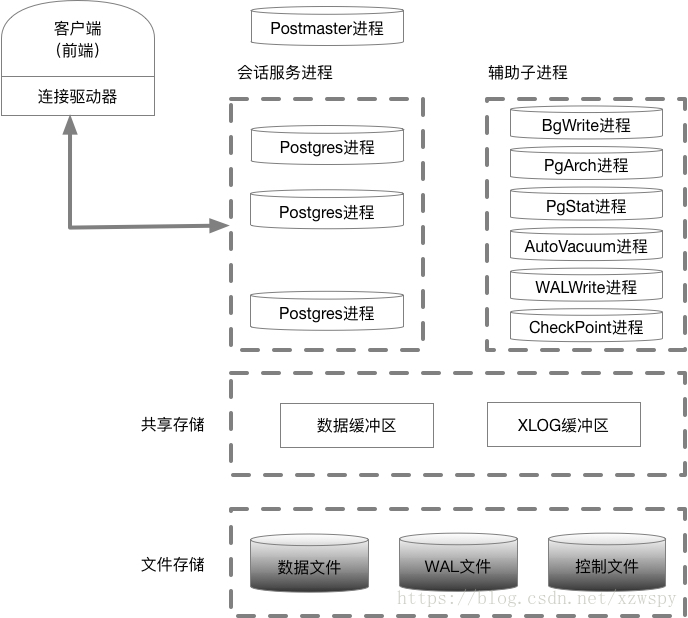 客户端
(前端)
连接驱动器
Postmaster进程
会话服务进程
辅助子进程
Postgres进程
Postgres进程
Postgres进程
BgWrite进程
PgArch进程
PgStat进程
AutoVacuum进程
WALWrite进程
CheckPoint进程
共享存储
数据缓冲区
XLOG缓冲区
文件存储
数据文件
WAL文件
控制文件
https://blog.csdn.net/xzwspy